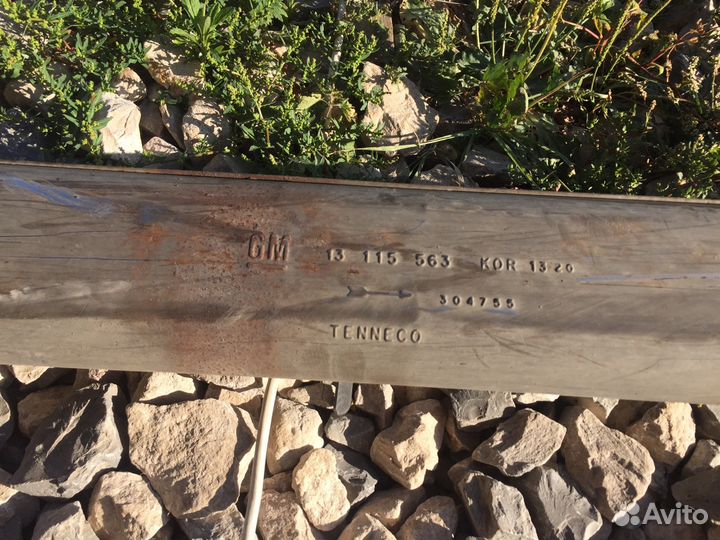 GM 13 115 563 KOR 13 20
304755
TENNECO
Avito